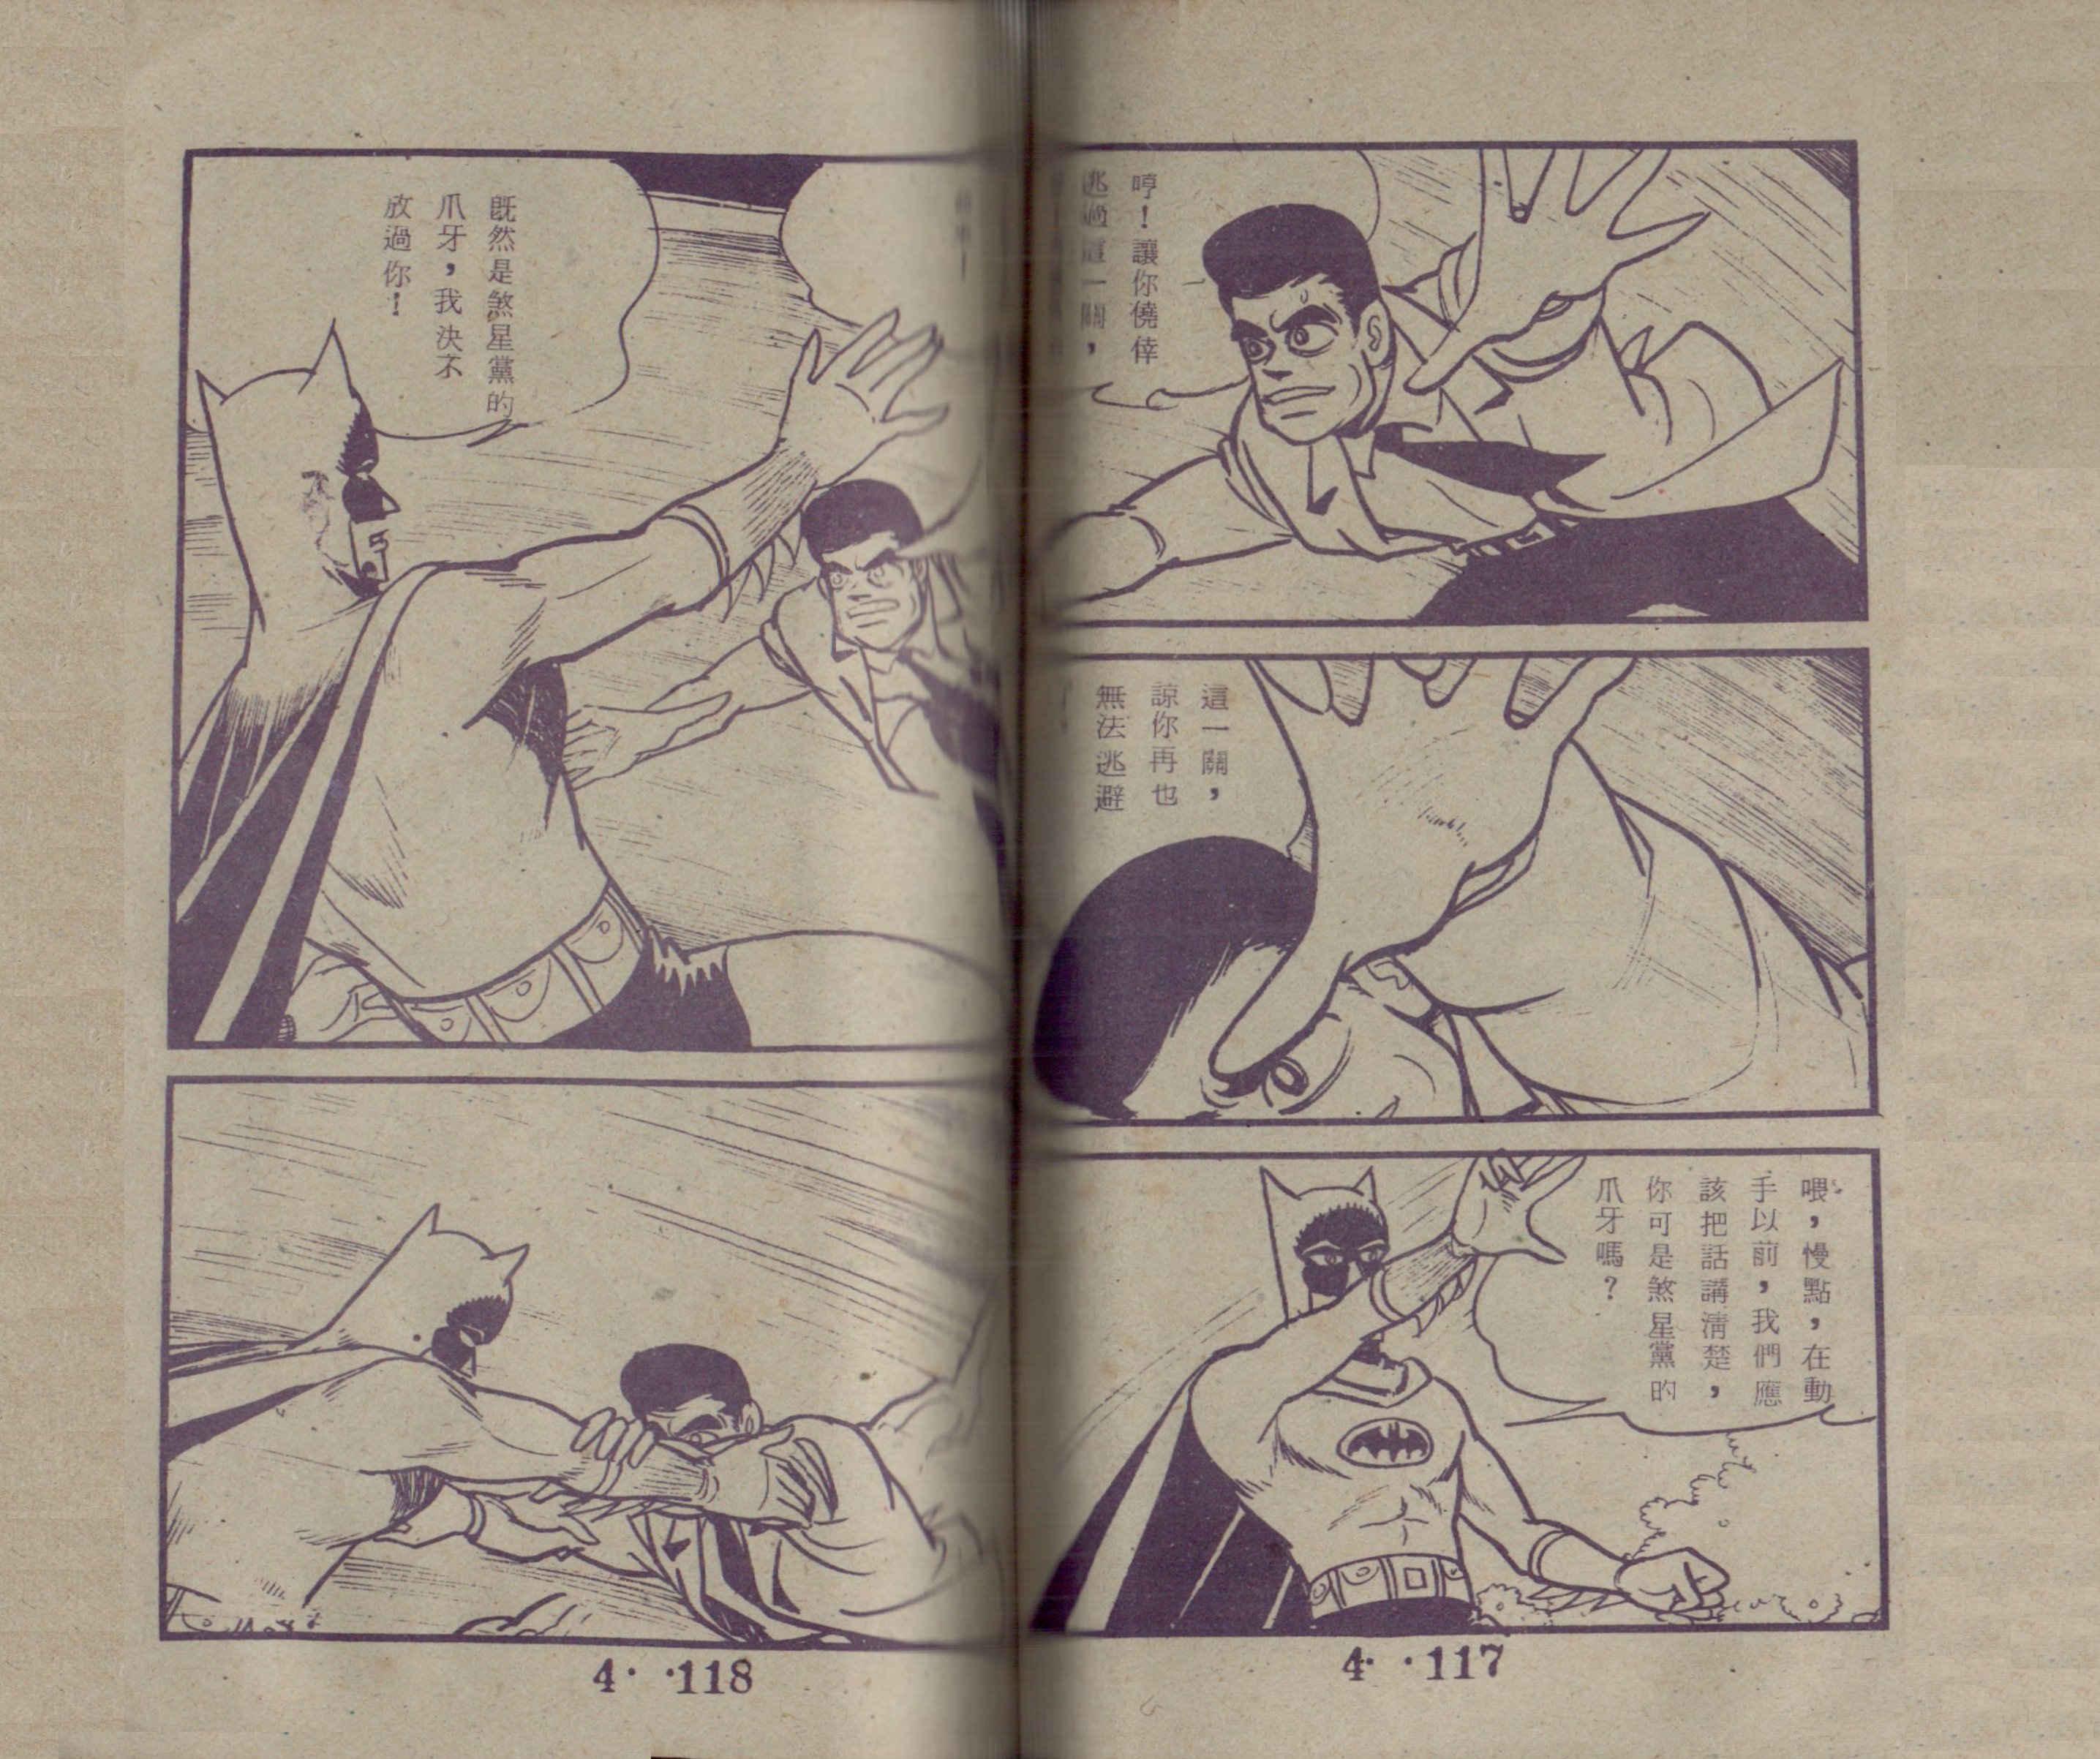 哼！讓你僥倖
逃過這一關，
這一關，
諒你再也
無法逃避
喂，慢點，在動
手以前，我們應
該把話講清楚，
你可是煞星黨的
爪牙嗎？
4··117
既然是煞星黨的
爪牙，我決不
放過你！
4··118